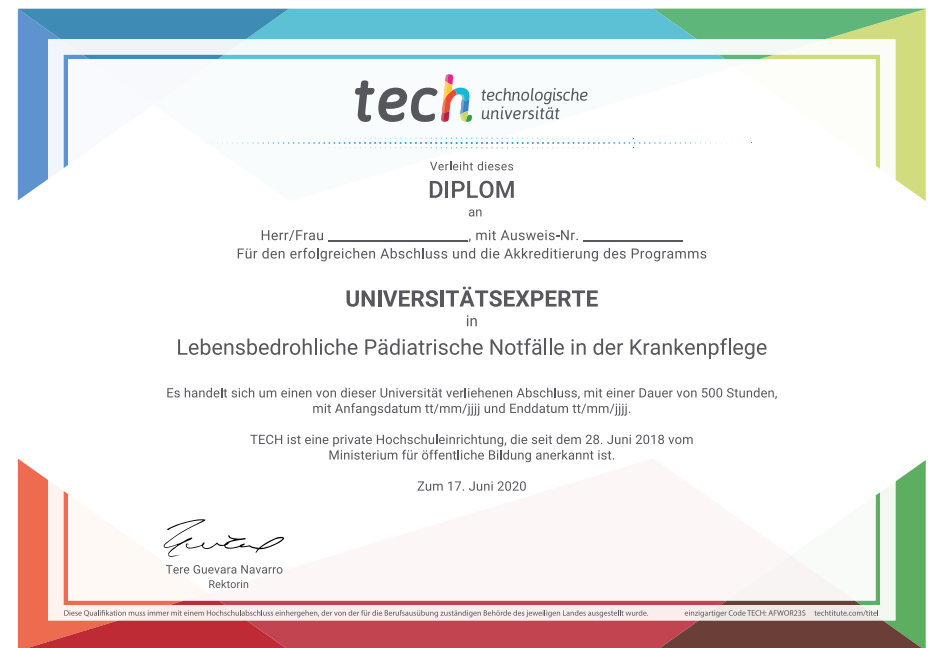 tech technologische
universität
Verleiht dieses
DIPLOM
an
Herr/Frau ____________________, mit Ausweis-Nr. ______________
Für den erfolgreichen Abschluss und die Akkreditierung des Programms
UNIVERSITÄTSEXPERTE
in
Lebensbedrohliche Pädiatrische Notfälle in der Krankenpflege
Es handelt sich um einen von dieser Universität verliehenen Abschluss, mit einer Dauer von 500 Stunden,
mit Anfangsdatum tt/mm/jjjj und Enddatum tt/mm/jjjj.
TECH ist eine private Hochschuleinrichtung, die seit dem 28. Juni 2018 vom
Ministerium für öffentliche Bildung anerkannt ist.
Zum 17. Juni 2020
Tere Guevara Navarro
Rektorin
Diese Qualifikation muss immer mit einem Hochschulabschluss einhergehen, der von der für die Berufsausübung zuständigen Behörde des jeweiligen Landes ausgestellt wurde. einzigartiger Code TECH: AFWOR23S techtitute.com/titel